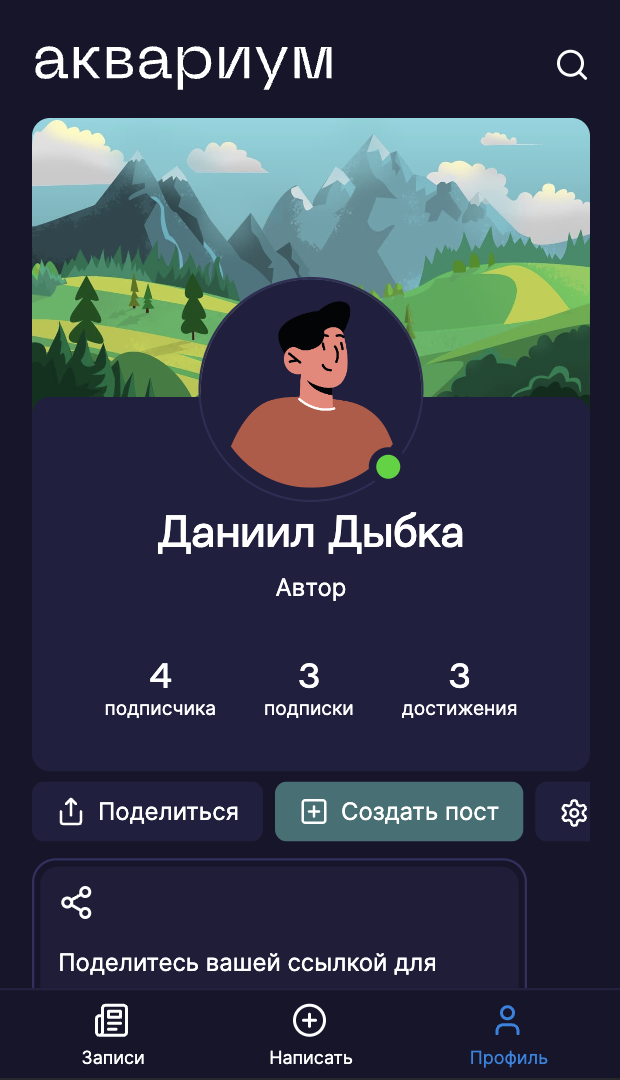 аквариум
Даниил Дыбка
Автор
4 3 3
подписчика подписки достижения
Поделиться Создать пост
Поделитесь вашей ссылкой для
Записи Написать Профиль